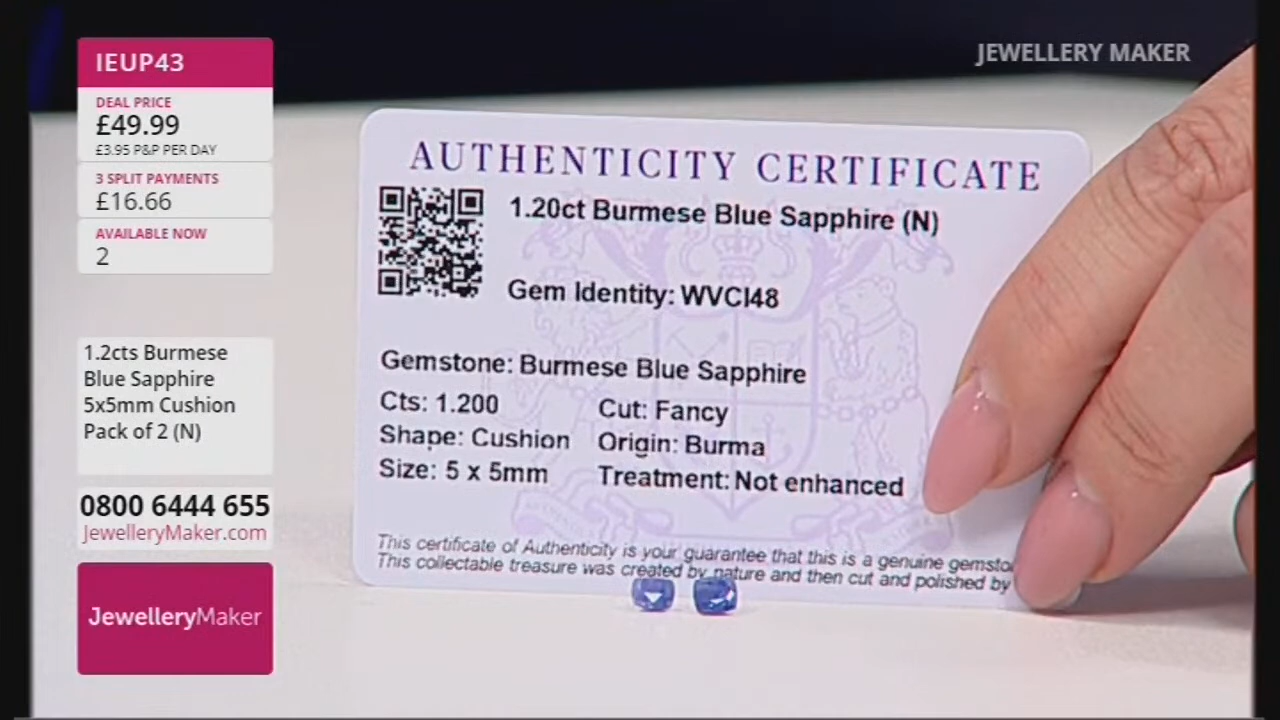 IEUP43
DEAL PRICE
£49.99
£3.95 P&P PER DAY
3 SPLIT PAYMENTS
£16.66
AVAILABLE NOW
2
1.2cts Burmese
Blue Sapphire
5x5mm Cushion
Pack of 2 (N)
0800 6444 655
JewelleryMaker.com
JewelleryMaker
JEWELLERY MAKER
AUTHENTICITY CERTIFICATE
1.20ct Burmese Blue Sapphire (N)
Gem Identity: WVCI48
Gemstone: Burmese Blue Sapphire
Cts: 1.200
Cut: Fancy
Shape: Cushion
Origin: Burma
Size: 5 x 5mm
Treatment: Not enhanced
This certificate of Authenticity is your guarantee that this is a genuine
This collectable treasure was created by nature and then cut and polished by